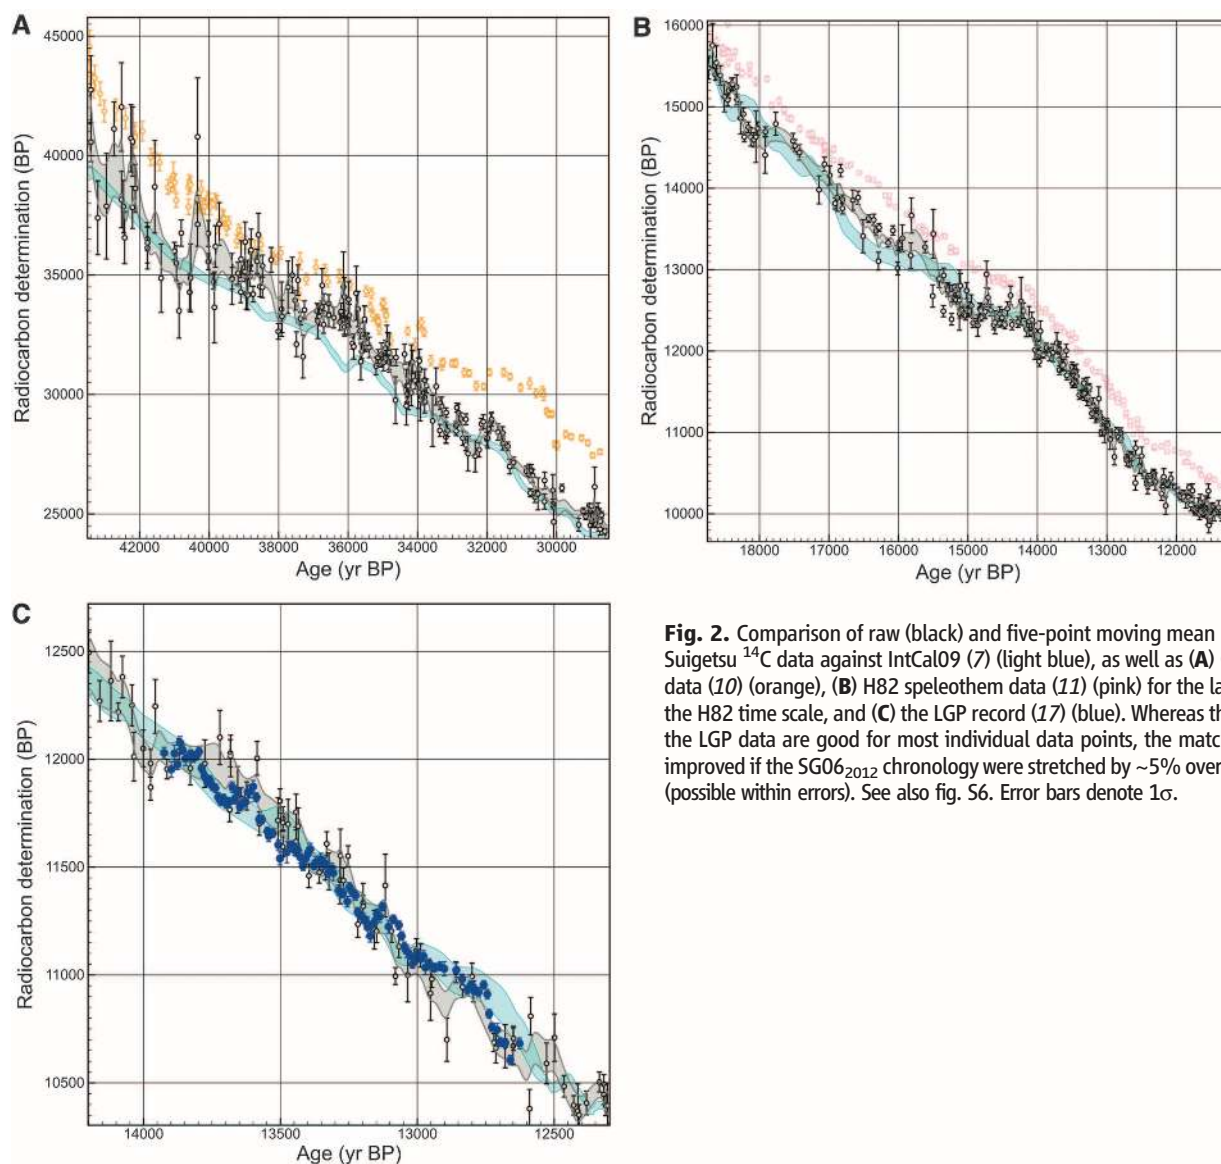 A
45000
40000
35000
30000
25000
Radiocarbon determination (BP)
42000 40000 38000 36000 34000 32000 30000
Age (yr BP)
B
16000
15000
14000
13000
12000
11000
10000
Radiocarbon determination (BP)
18000 17000 16000 15000 14000 13000 12000
Age (yr BP)
C
12500
12000
11500
11000
10500
Radiocarbon determination (BP)
14000 13500 13000 12500
Age (yr BP)
Fig. 2. Comparison of raw (black) and five-point moving mean
Suigetsu ¹⁴C data against IntCal09 (7) (light blue), as well as (A)
data (10) (orange), (B) H82 speleothem data (11) (pink) for the la
the H82 time scale, and (C) the LGP record (17) (blue). Whereas th
the LGP data are good for most individual data points, the matc
improved if the SG06₂₀₁₂ chronology were stretched by ~5% over
(possible within errors). See also fig. S6. Error bars denote 1σ.